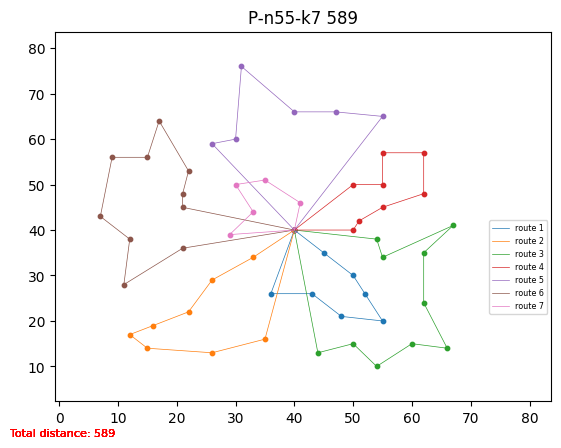 P-n55-k7 589
80
70
60
50
40
30
20
10
0 10 20 30 40 50 60 70 80
route 1
route 2
route 3
route 4
route 5
route 6
route 7
Total distance: 589